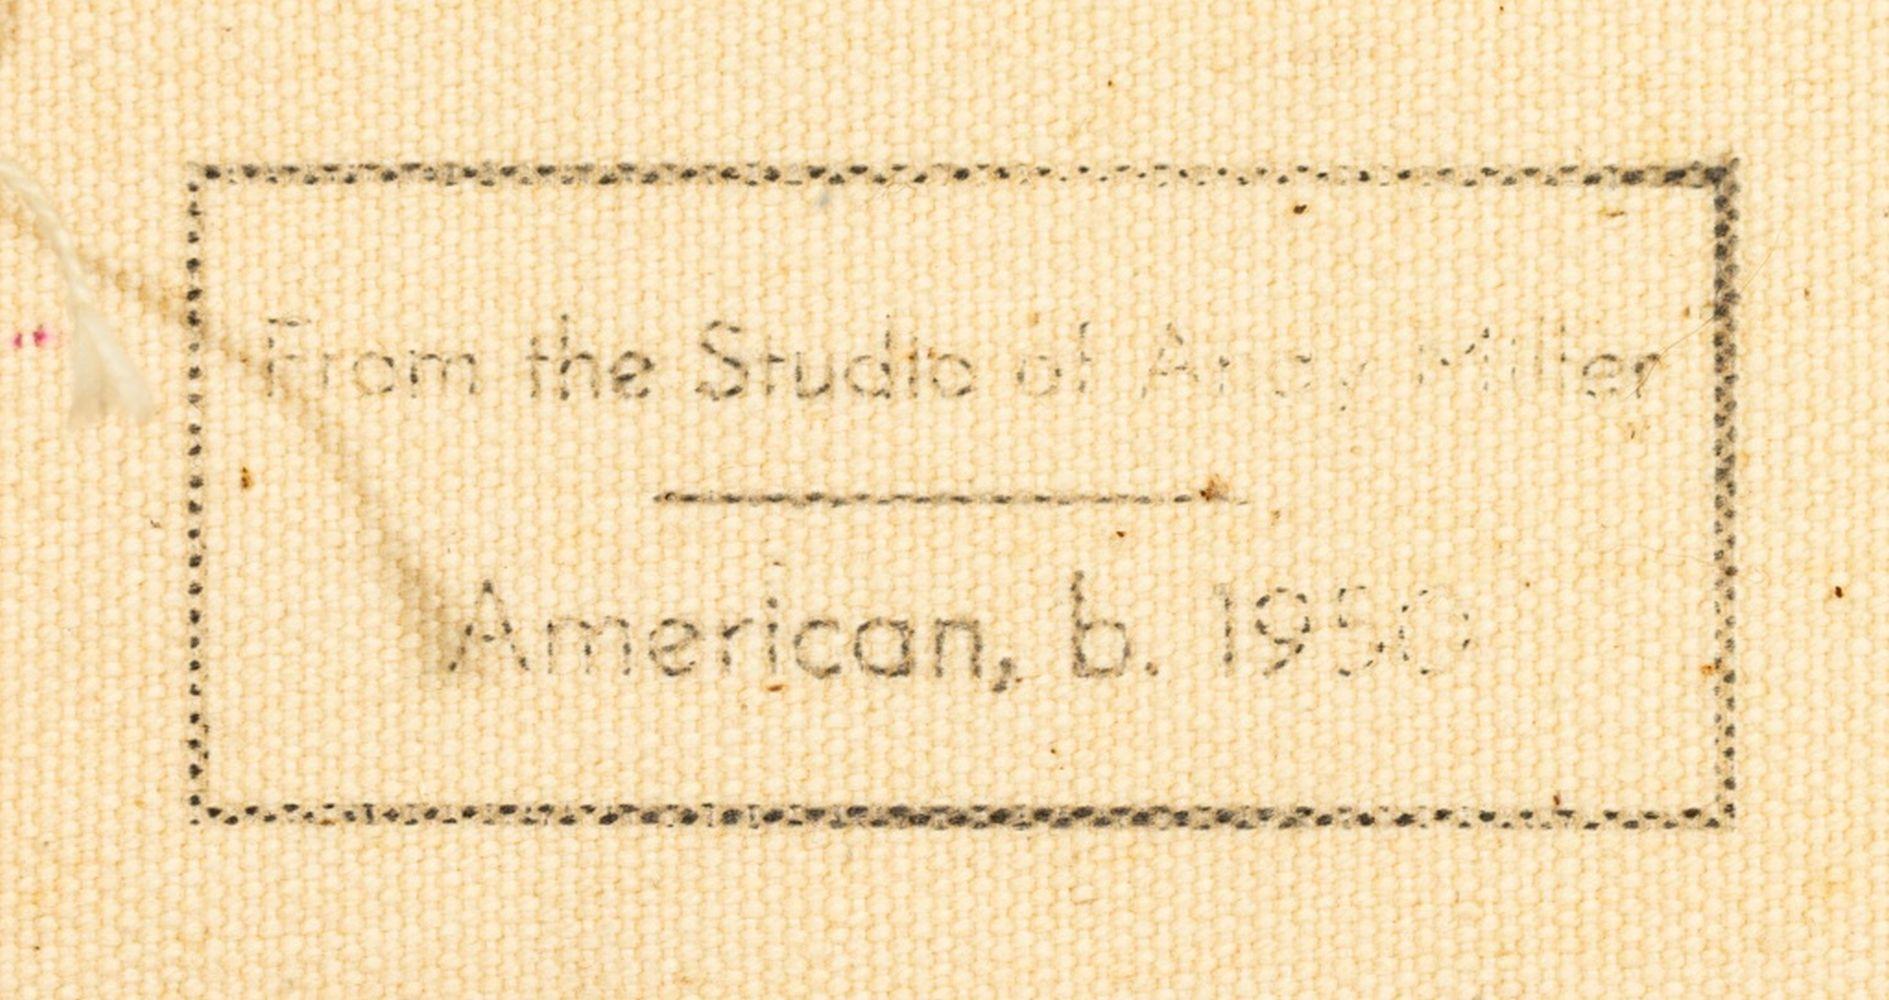 From the Studio of Andy Miller
American, b. 1950